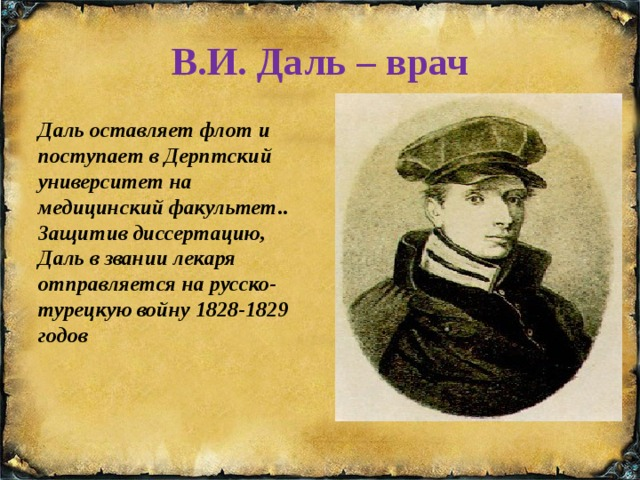 В.И. Даль – врач
Даль оставляет флот и
поступает в Дерптский
университет на
медицинский факультет..
Защитив диссертацию,
Даль в звании лекаря
отправляется на русско-
турецкую войну 1828-1829
годов